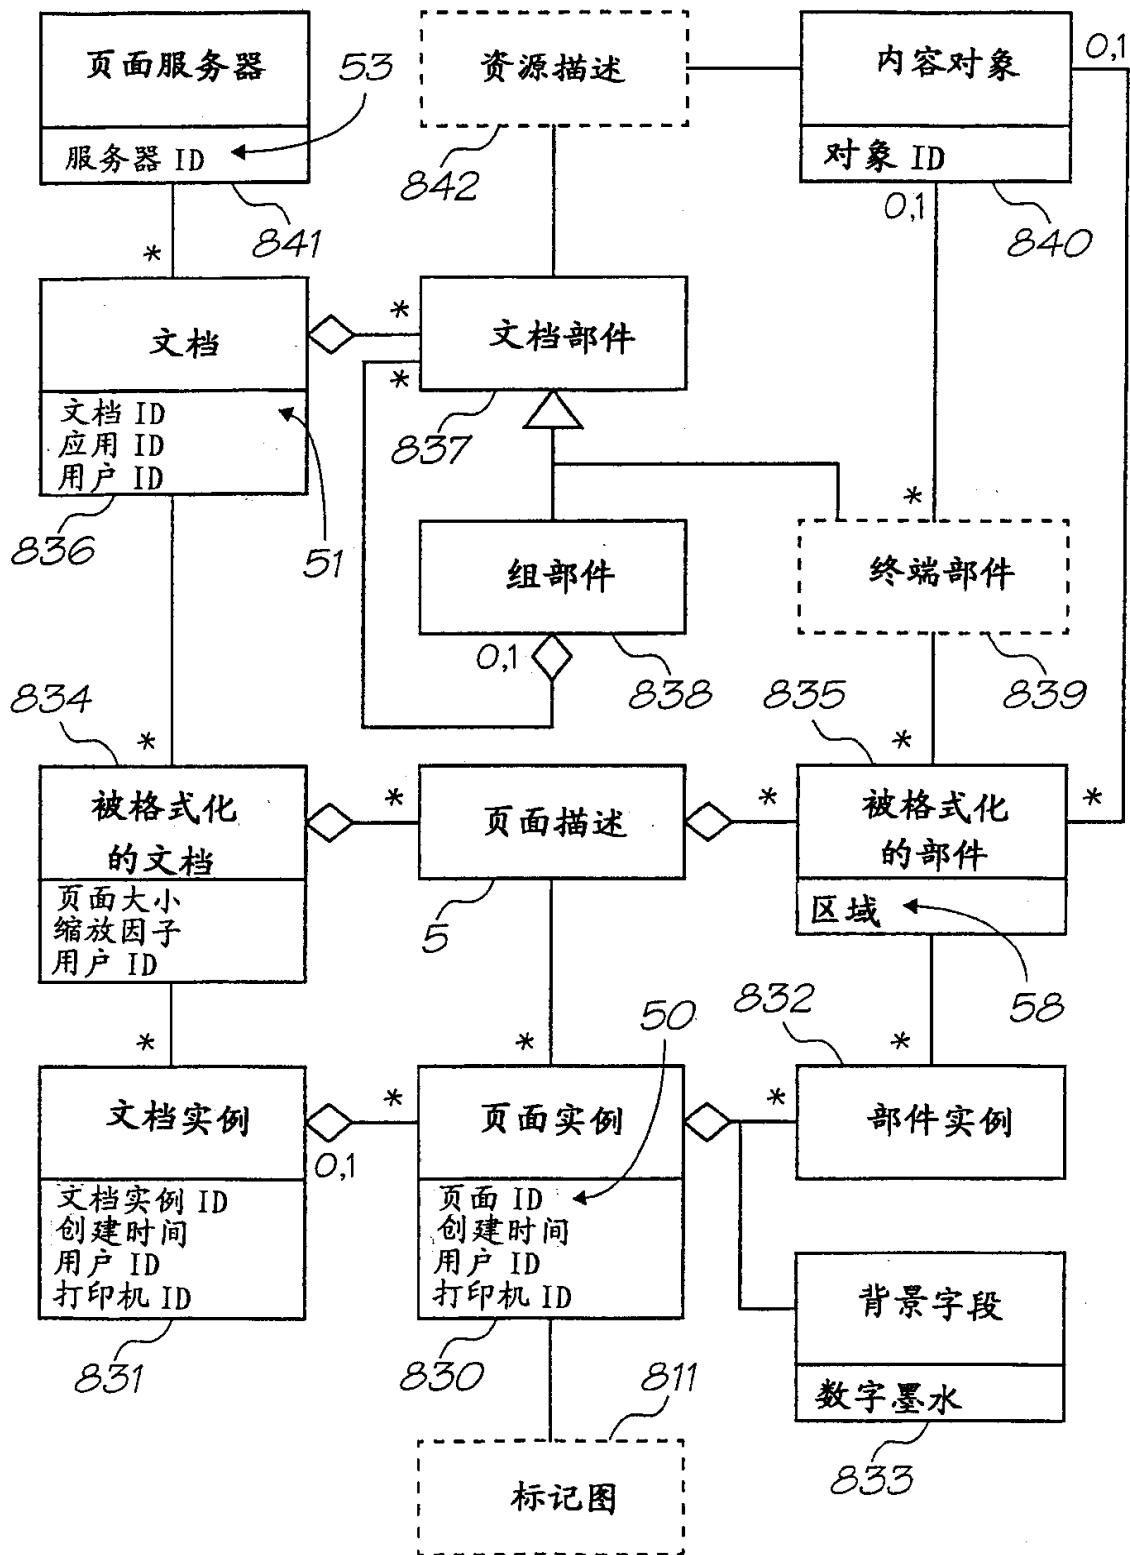 页面服务器
53
服务器 ID
841
资源描述
842
内容对象
0,1
对象 ID
0,1
840
*
文档
文档 ID
应用 ID
用户 ID
836
51
*
*
文档部件
837
组部件
0,1
838
*
终端部件
839
834
*
被格式化
的文档
页面大小
缩放因子
用户 ID
*
页面描述
5
835
*
*
*
被格式化
的部件
区域
58
*
文档实例
0,1
文档实例 ID
创建时间
用户 ID
打印机 ID
831
*
*
50
页面实例
页面 ID
创建时间
用户 ID
打印机 ID
830
832
*
*
部件实例
背景字段
数字墨水
833
811
标记图